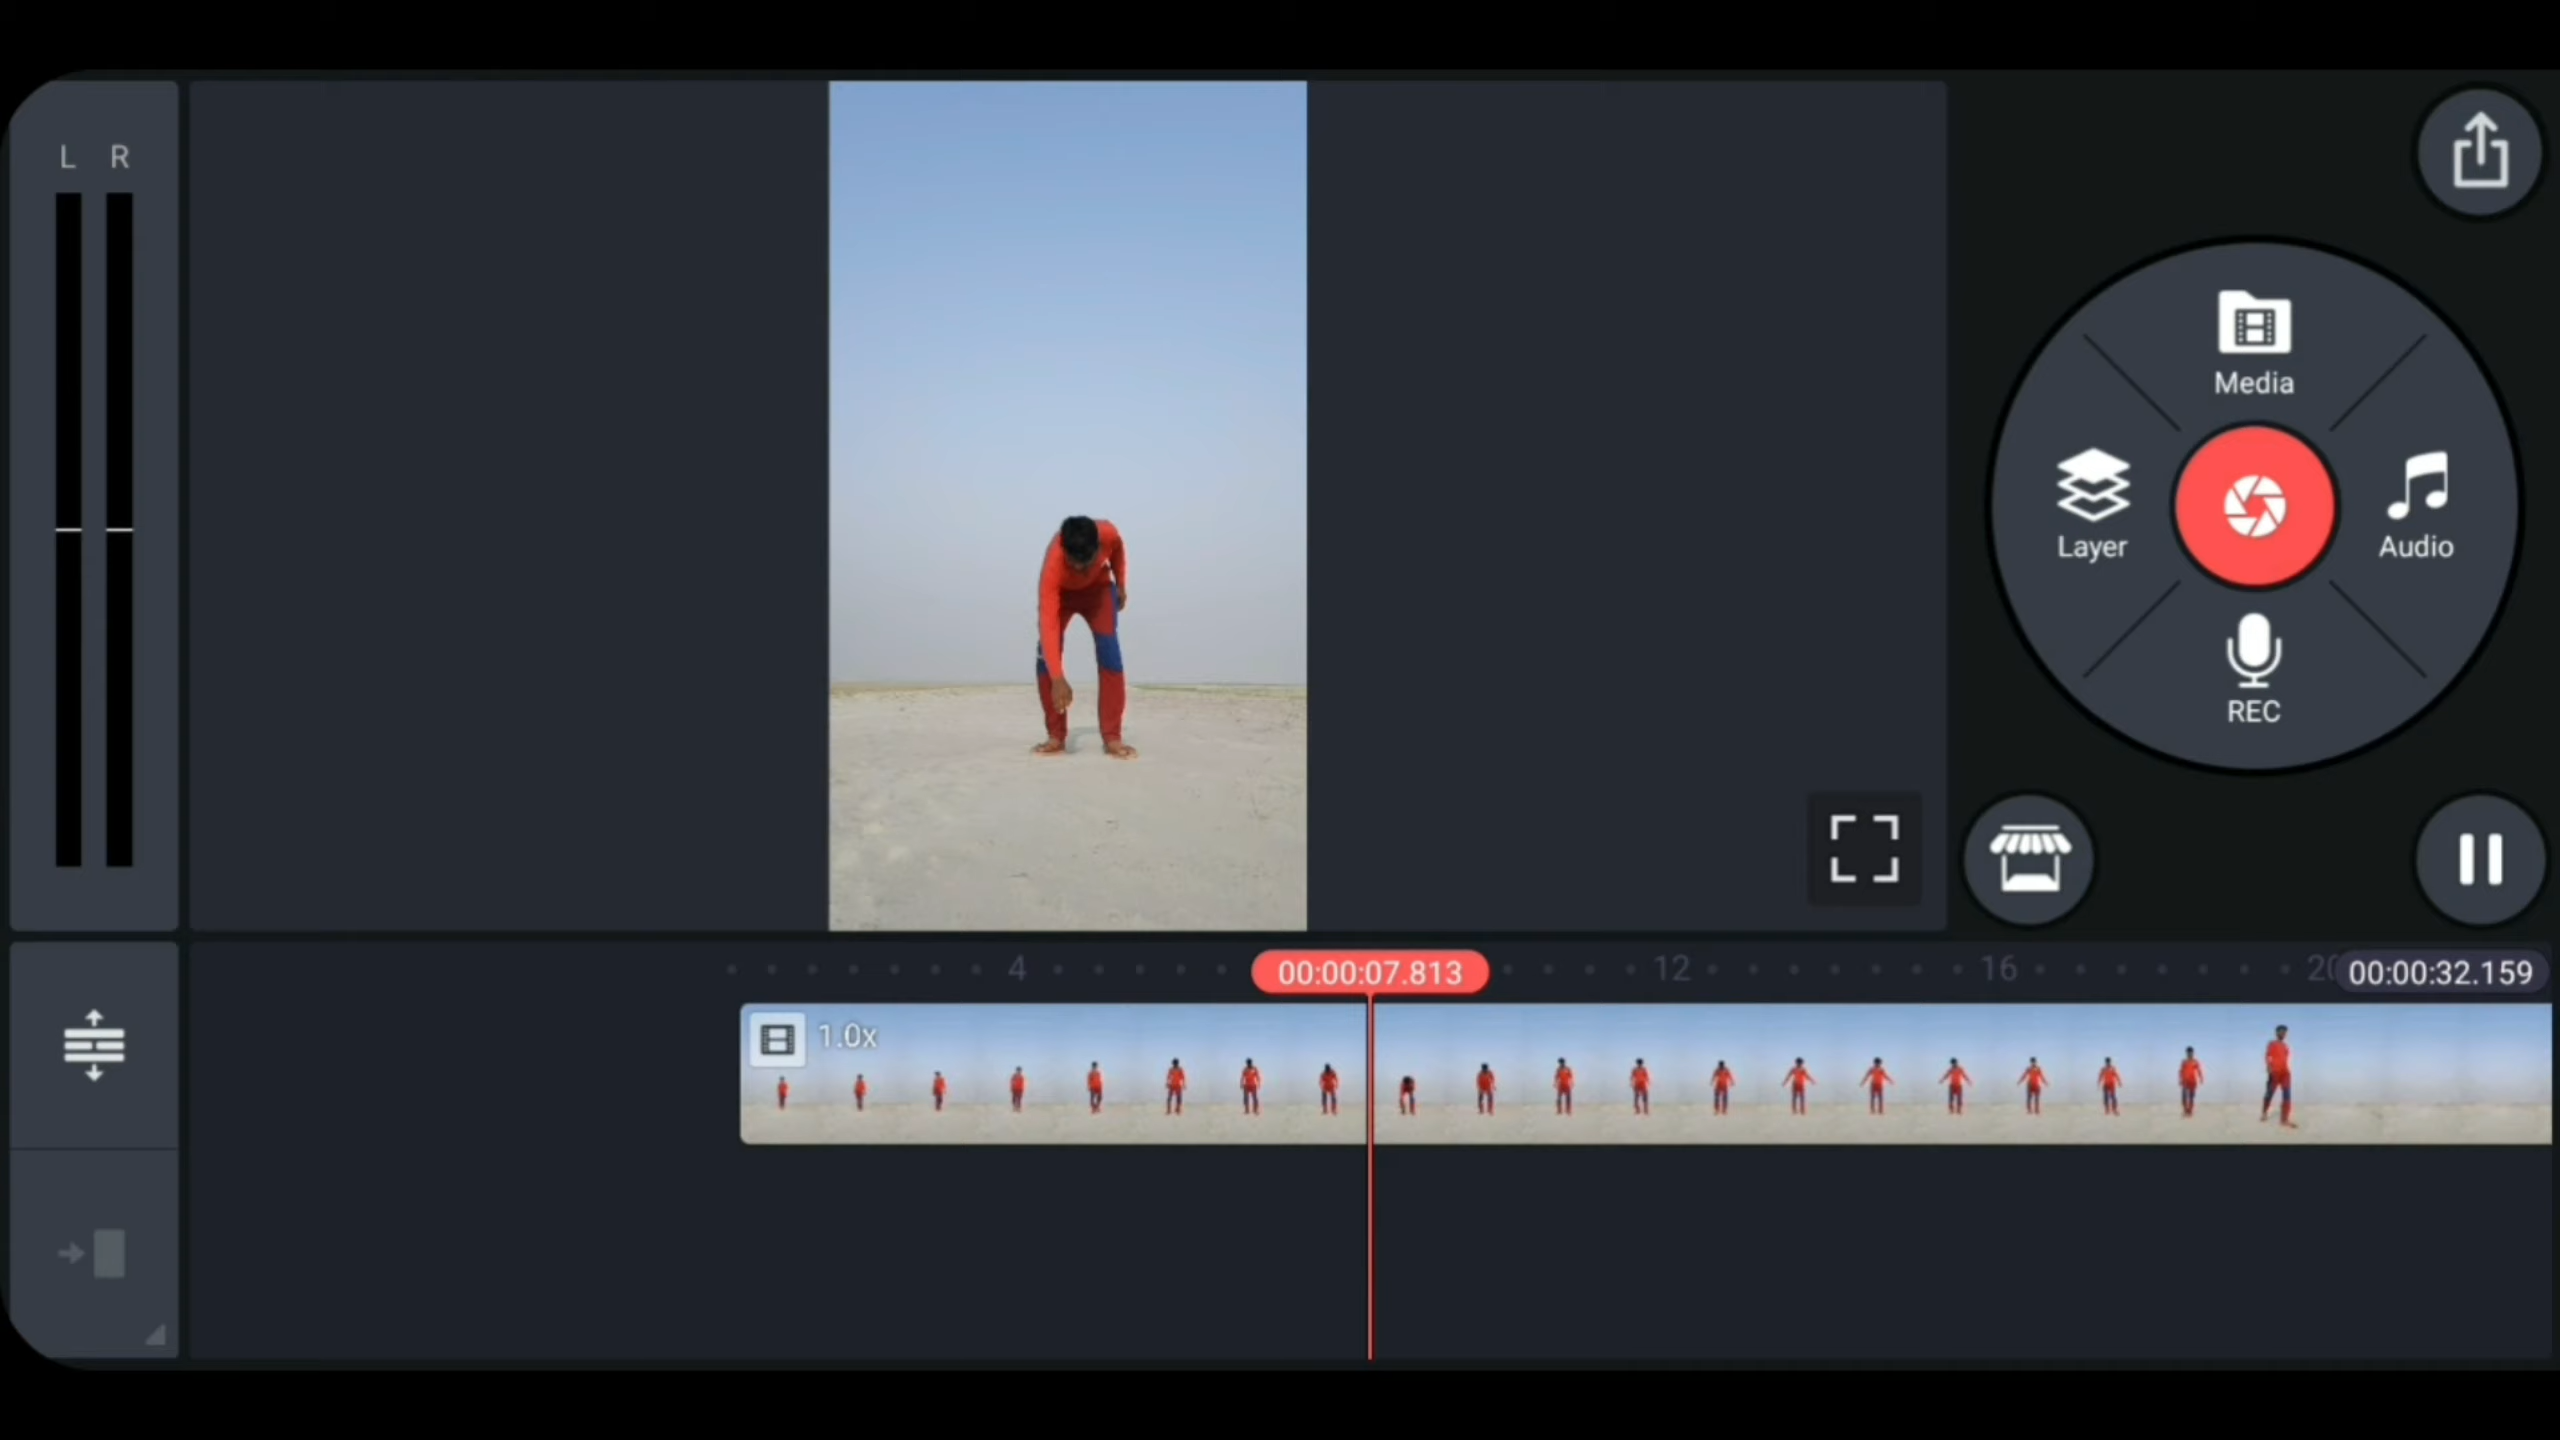 L R
Media
Layer
Audio
REC
4
00:00:07.813
12
16
20
00:00:32.159
1.0x